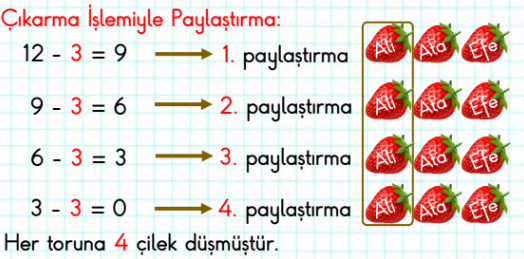 Çıkarma İşlemiyle Paylaştırma:
12 - 3 = 9 → 1. paylaştırma Ali Ata Efe
9 - 3 = 6 → 2. paylaştırma Ali Ata Efe
6 - 3 = 3 → 3. paylaştırma Ali Ata Efe
3 - 3 = 0 → 4. paylaştırma Ali Ata Efe
Her toruna 4 çilek düşmüştür.